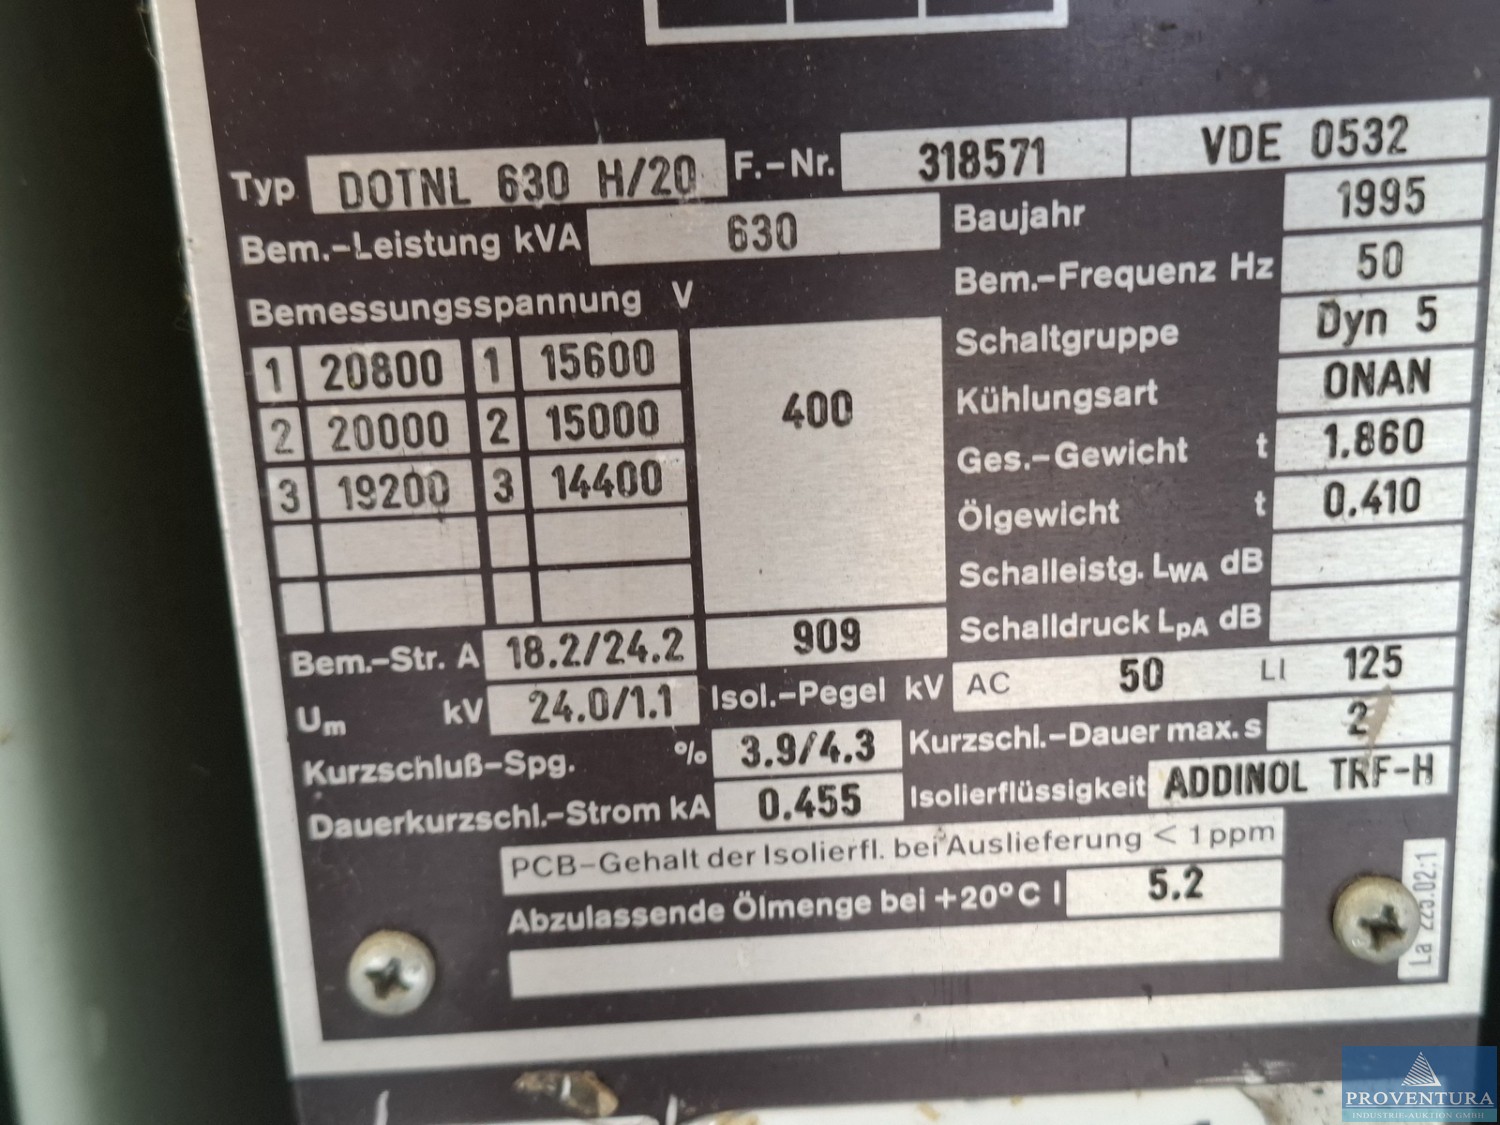 Typ DOTNL 630 H/20 F.-Nr. 318571 VDE 0532
Bem.-Leistung kVA 630 Baujahr 1995
Bemessungsspannung V Bem.-Frequenz Hz 50
1 20800 1 15600 400 Schaltgruppe Dyn 5
2 20000 2 15000 Kühlungsart ONAN
3 19200 3 14400 Ges.-Gewicht t 1.860
Ölgewicht t 0.410
Schalleistg. LWA dB
Bem.-Str. A 18.2/24.2 909 Schalldruck LpA dB
Um kV 24.0/1.1 Isol.-Pegel kV AC 50 LI 125
Kurzschluß-Spg. % 3.9/4.3 Kurzschl.-Dauer max. s 2
Dauerkurzschl.-Strom kA 0.455 Isolierflüssigkeit ADDINOL TRF-H
PCB-Gehalt der Isolierfl. bei Auslieferung < 1 ppm
Abzulassende Ölmenge bei +20°C l 5.2
La 225.02:1
PROVENTURA
INDUSTRIE-AUKTION GMBH